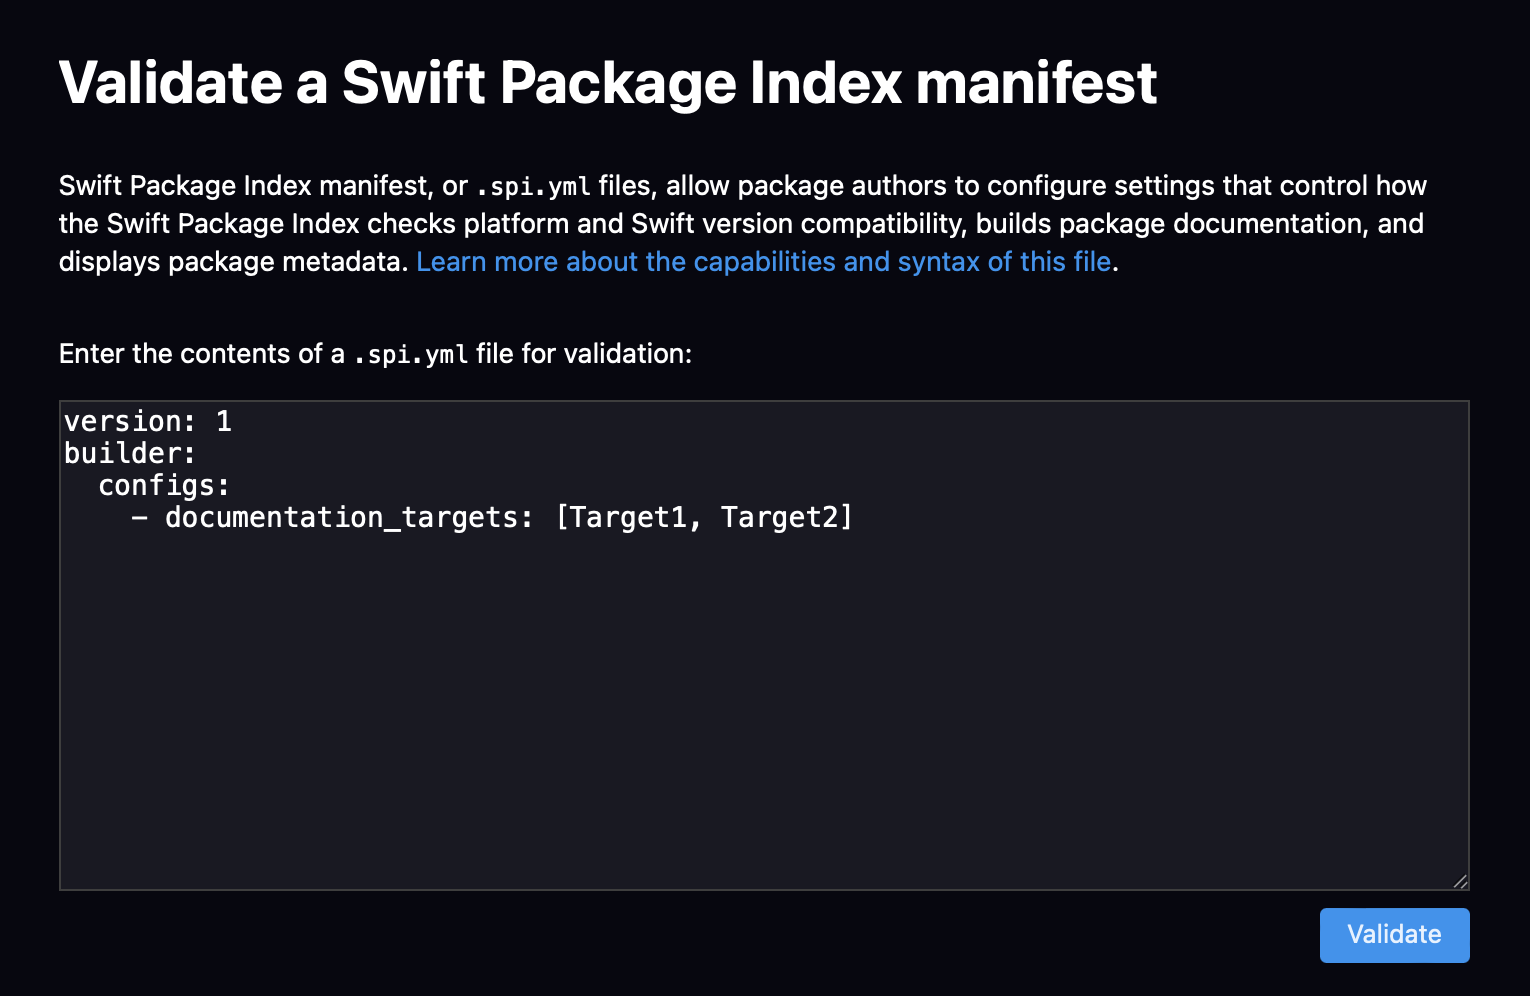 Validate a Swift Package Index manifest
Swift Package Index manifest, or .spi.yml files, allow package authors to configure settings that control how
the Swift Package Index checks platform and Swift version compatibility, builds package documentation, and
displays package metadata. Learn more about the capabilities and syntax of this file.
Enter the contents of a .spi.yml file for validation:
version: 1
builder:
  configs:
    - documentation_targets: [Target1, Target2]
Validate